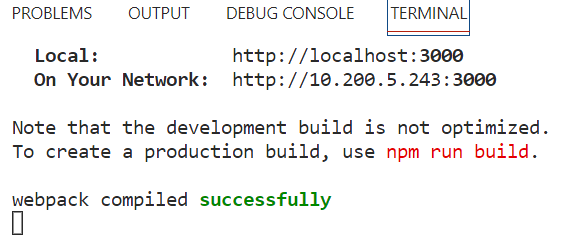 PROBLEMS OUTPUT DEBUG CONSOLE TERMINAL
Local: http://localhost:3000
On Your Network: http://10.200.5.243:3000
Note that the development build is not optimized.
To create a production build, use npm run build.
webpack compiled successfully